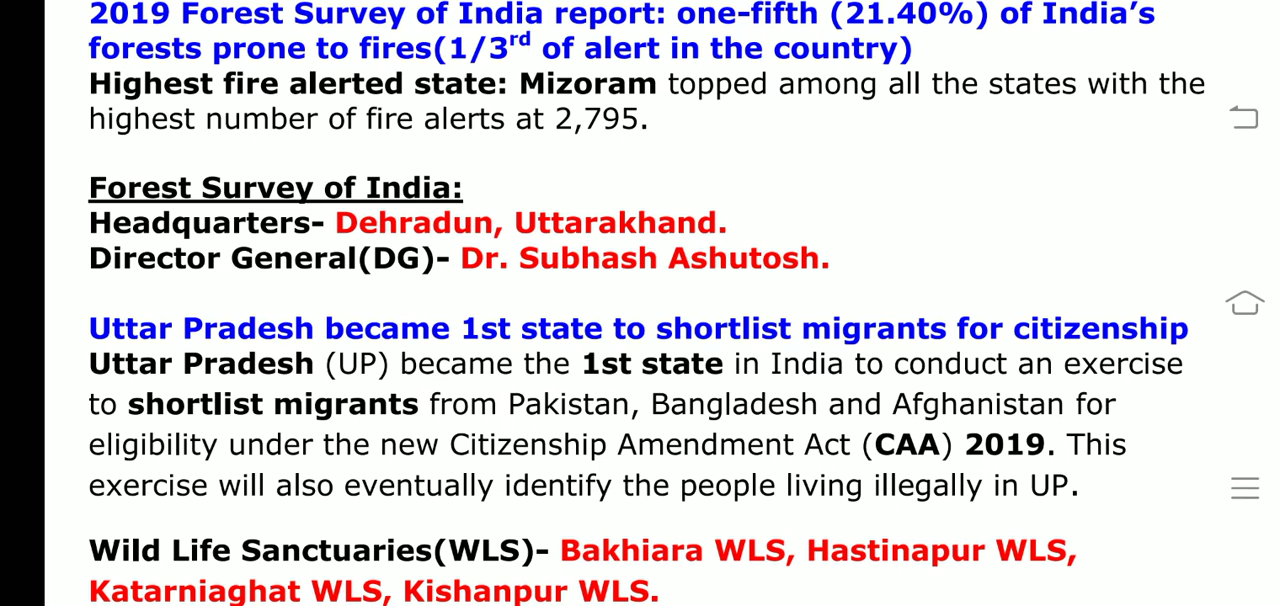 2019 Forest Survey of India report: one-fifth (21.40%) of India’s
forests prone to fires(1/3rd of alert in the country)
Highest fire alerted state: Mizoram topped among all the states with the
highest number of fire alerts at 2,795.
Forest Survey of India:
Headquarters- Dehradun, Uttarakhand.
Director General(DG)- Dr. Subhash Ashutosh.
Uttar Pradesh became 1st state to shortlist migrants for citizenship
Uttar Pradesh (UP) became the 1st state in India to conduct an exercise
to shortlist migrants from Pakistan, Bangladesh and Afghanistan for
eligibility under the new Citizenship Amendment Act (CAA) 2019. This
exercise will also eventually identify the people living illegally in UP.
Wild Life Sanctuaries(WLS)- Bakhiara WLS, Hastinapur WLS,
Katarniaghat WLS, Kishanpur WLS.